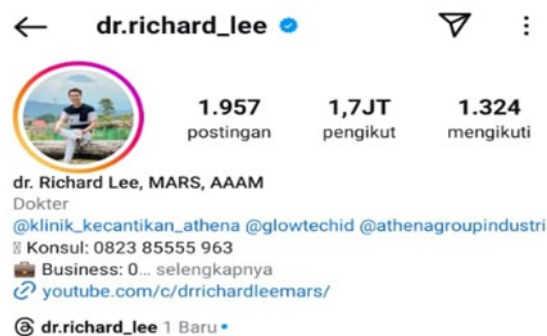 dr.richard_lee
1.957 1,7JT 1.324
postingan pengikut mengikuti
dr. Richard Lee, MARS, AAAM
Dokter
@klinik_kecantikan_athena @glowtechid @athenagroupindustri
Konsul: 0823 85555 963
💼 Business: 0... selengkapnya
youtube.com/c/drrichardleemars/
dr.richard_lee 1 Baru